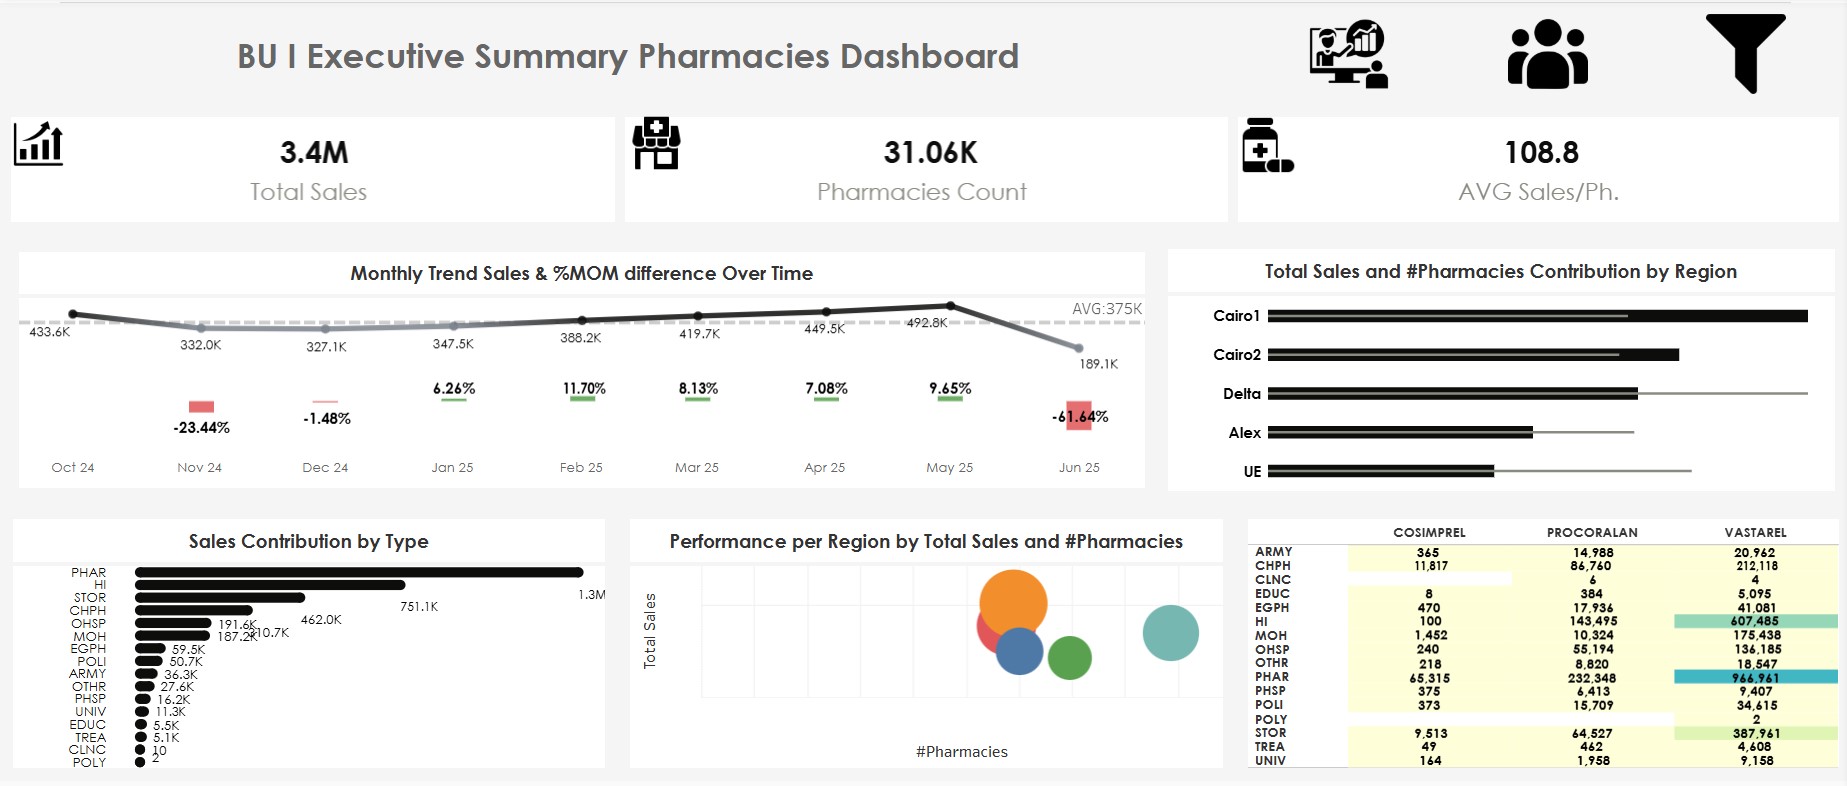 BU I Executive Summary Pharmacies Dashboard
3.4M
Total Sales
31.06K
Pharmacies Count
108.8
AVG Sales/Ph.
Monthly Trend Sales & %MOM difference Over Time
AVG:375K
433.6K
332.0K
327.1K
347.5K
388.2K
419.7K
449.5K
492.8K
189.1K
-23.44%
-1.48%
6.26%
11.70%
8.13%
7.08%
9.65%
-61.64%
Oct 24
Nov 24
Dec 24
Jan 25
Feb 25
Mar 25
Apr 25
May 25
Jun 25
Total Sales and #Pharmacies Contribution by Region
Cairo1
Cairo2
Delta
Alex
UE
Sales Contribution by Type
PHAR 1.3M
HI 751.1K
STOR 462.0K
CHPH 310.7K
OHSP 191.6K
MOH 187.2K
EGPH 59.5K
POLI 50.7K
ARMY 36.3K
OTHR 27.6K
PHSP 16.2K
UNIV 11.3K
EDUC 5.5K
TREA 5.1K
CLNC 10
POLY 2
Performance per Region by Total Sales and #Pharmacies
Total Sales
#Pharmacies
COSIMPREL PROCORALAN VASTAREL
ARMY 365 14,988 20,962
CHPH 11,817 86,760 212,118
CLNC 6 4
EDUC 8 384 5,095
EGPH 470 17,936 41,081
HI 100 143,495 607,485
MOH 1,452 10,324 175,438
OHSP 240 55,194 136,185
OTHR 218 8,820 18,547
PHAR 65,315 232,348 966,961
PHSP 375 6,413 9,407
POLI 373 15,709 34,615
POLY 2
STOR 9,513 64,527 387,961
TREA 49 462 4,608
UNIV 164 1,958 9,158